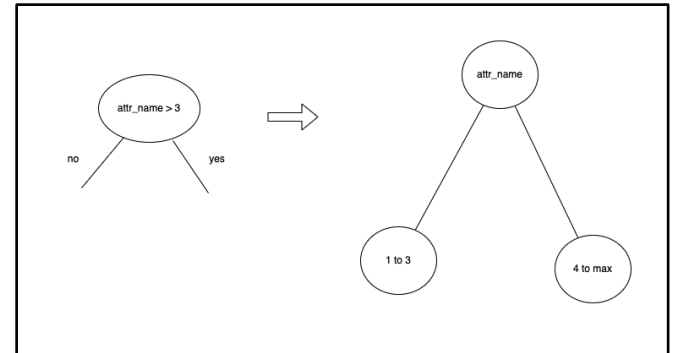 attr_name > 3
no
yes
attr_name
1 to 3
4 to max